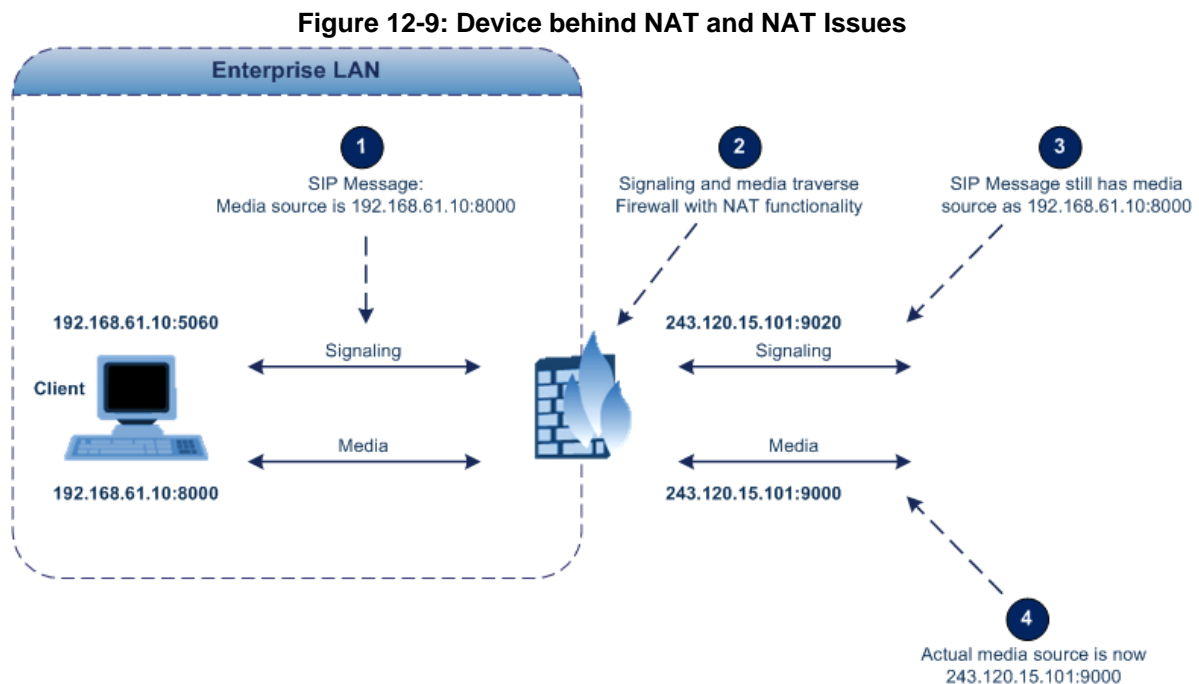 Figure 12-9: Device behind NAT and NAT Issues
Enterprise LAN
1
SIP Message:
Media source is 192.168.61.10:8000
2
Signaling and media traverse
Firewall with NAT functionality
3
SIP Message still has media
source as 192.168.61.10:8000
192.168.61.10:5060
Signaling
243.120.15.101:9020
Signaling
Client
Media
192.168.61.10:8000
Media
243.120.15.101:9000
4
Actual media source is now
243.120.15.101:9000